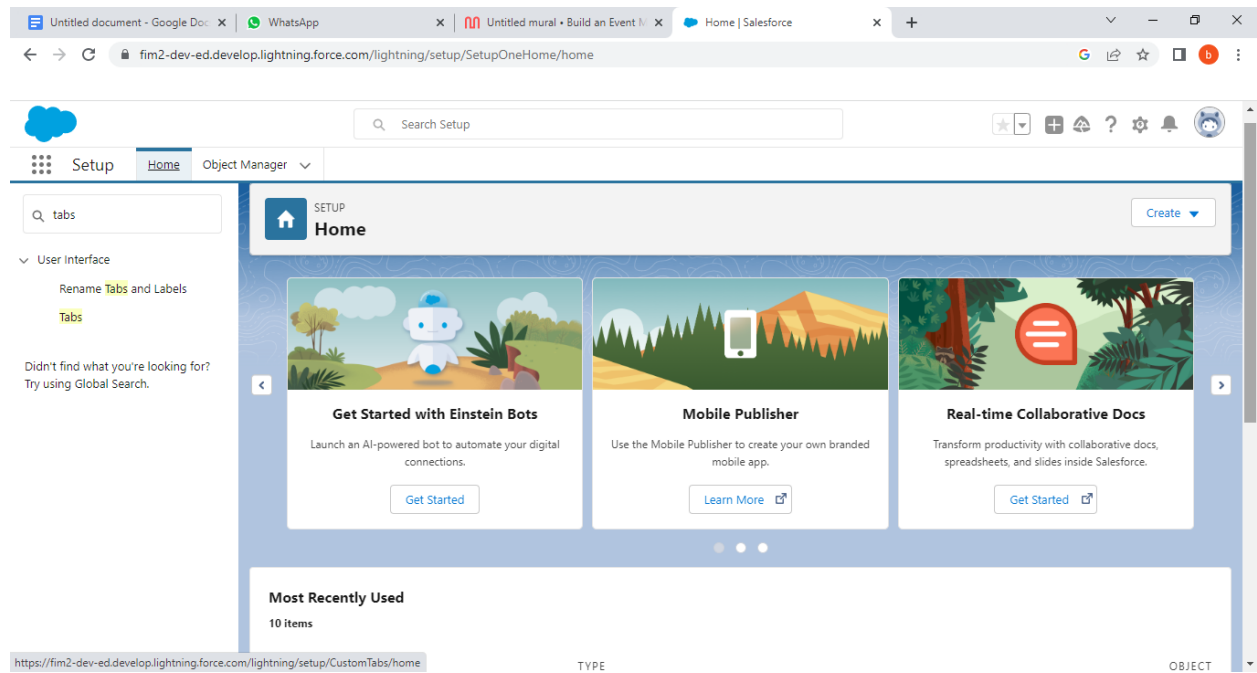 Untitled document - Google Doc
WhatsApp
Untitled mural • Build an Event M
Home | Salesforce
fim2-dev-ed.develop.lightning.force.com/lightning/setup/SetupOneHome/home
G
b
Search Setup
Setup
Home
Object Manager
tabs
User Interface
Rename Tabs and Labels
Tabs
Didn't find what you're looking for?
Try using Global Search.
SETUP
Home
Create
Get Started with Einstein Bots
Launch an AI-powered bot to automate your digital
connections.
Get Started
Mobile Publisher
Use the Mobile Publisher to create your own branded
mobile app.
Learn More
Real-time Collaborative Docs
Transform productivity with collaborative docs,
spreadsheets, and slides inside Salesforce.
Get Started
Most Recently Used
10 items
TYPE
OBJECT
https://fim2-dev-ed.develop.lightning.force.com/lightning/setup/CustomTabs/home